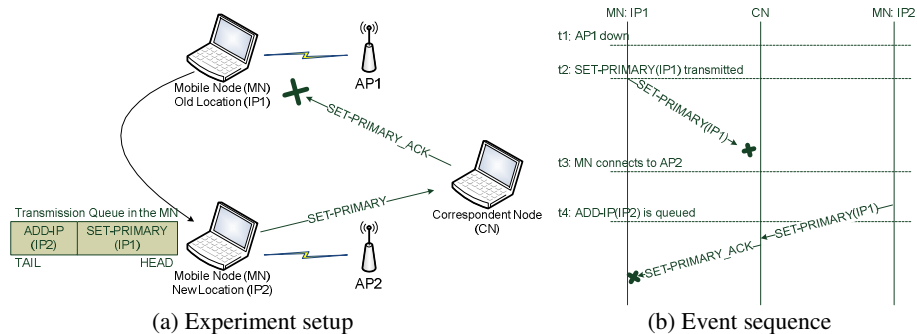 Mobile Node (MN)
Old Location (IP1)
AP1
SET-PRIMARY_ACK
Correspondent Node
(CN)
SET-PRIMARY
Transmission Queue in the MN
ADD-IP
(IP2)
SET-PRIMARY
(IP1)
TAIL
HEAD
Mobile Node (MN)
New Location (IP2)
AP2
(a) Experiment setup
MN: IP1
CN
MN: IP2
t1: AP1 down
t2: SET-PRIMARY(IP1) transmitted
SET-PRIMARY(IP1)
t3: MN connects to AP2
t4: ADD-IP(IP2) is queued
SET-PRIMARY(IP1)
SET-PRIMARY_ACK
(b) Event sequence